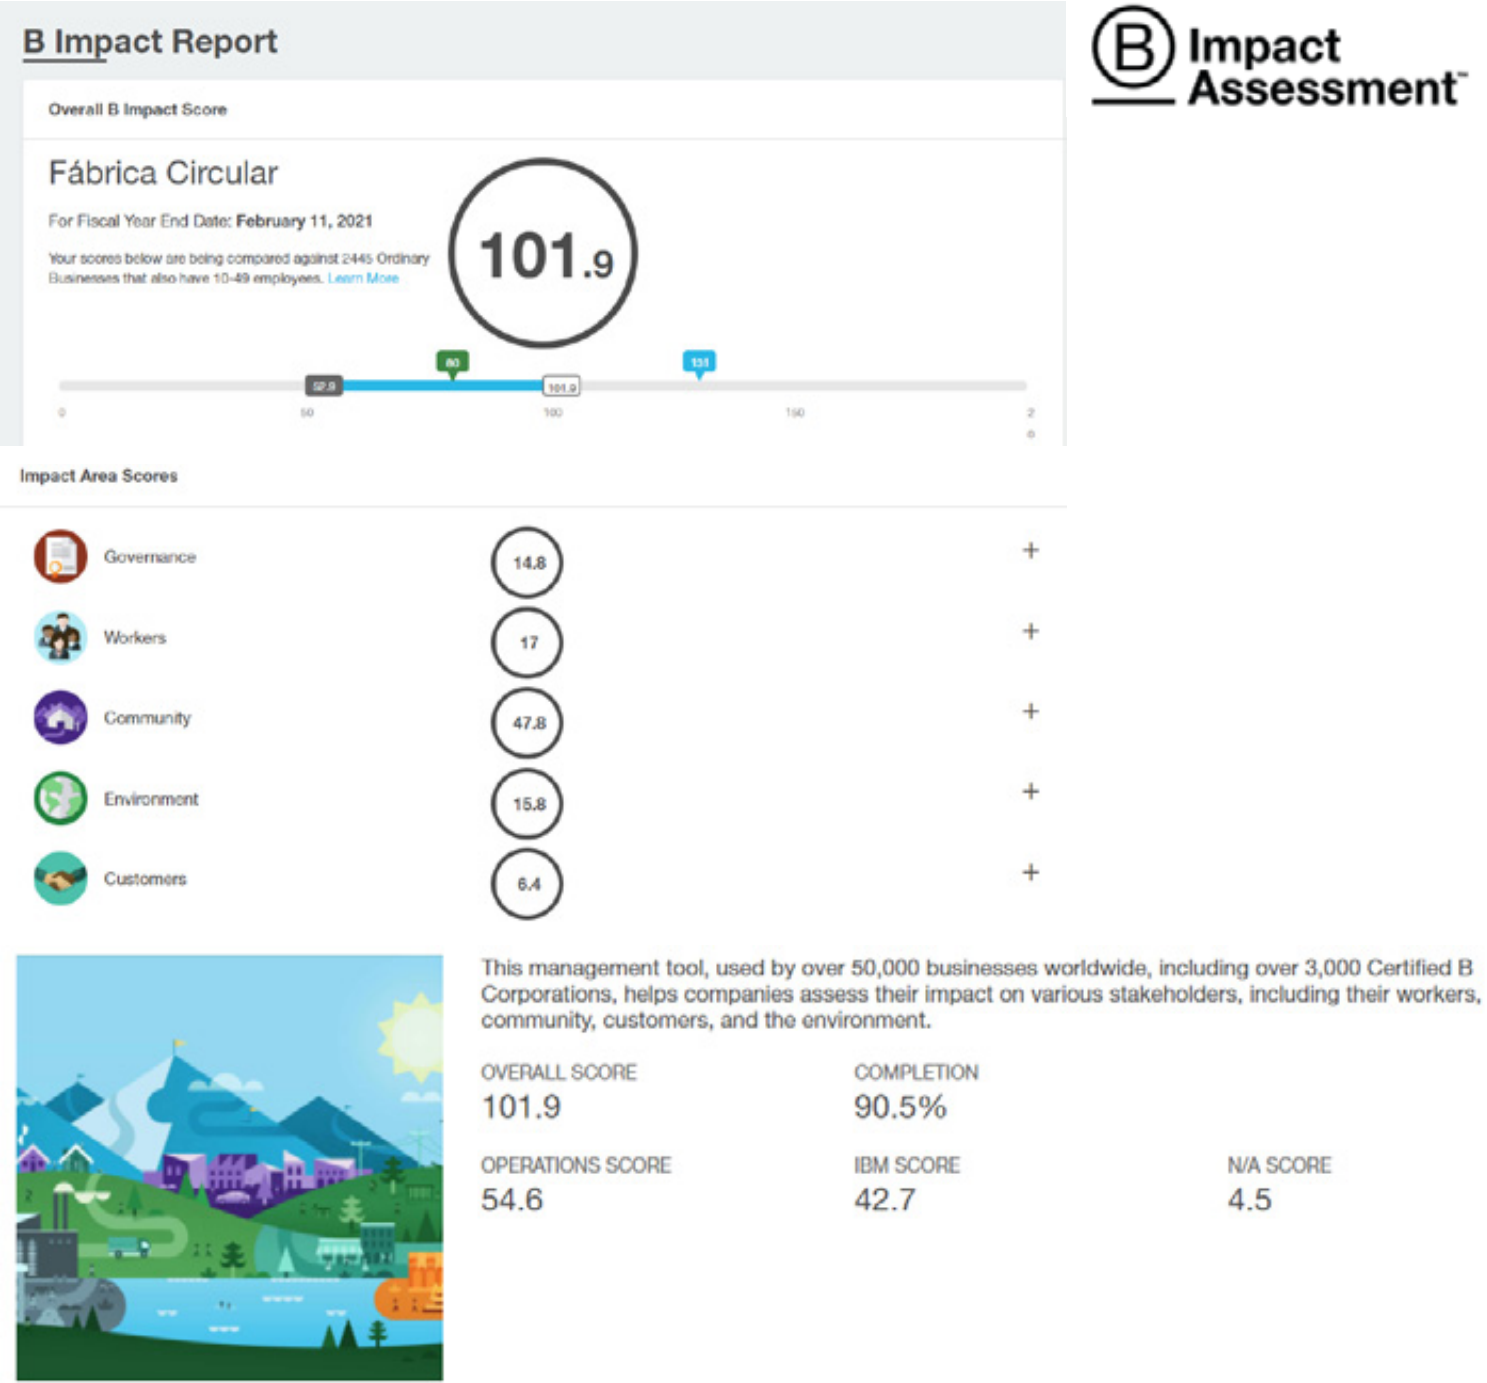 B Impact Report
B Impact
Assessment™
Overall B Impact Score
Fábrica Circular
For Fiscal Year End Date: February 11, 2021
Your scores below are being compared against 2445 Ordinary
Businesses that also have 10-49 employees. Learn More
101.9
80
131
52.9
101.9
0
50
100
150
2
0
Impact Area Scores
Governance
14.8
+
Workers
17
+
Community
47.8
+
Environment
15.8
+
Customers
6.4
+
This management tool, used by over 50,000 businesses worldwide, including over 3,000 Certified B
Corporations, helps companies assess their impact on various stakeholders, including their workers,
community, customers, and the environment.
OVERALL SCORE
COMPLETION
101.9
90.5%
OPERATIONS SCORE
IBM SCORE
N/A SCORE
54.6
42.7
4.5